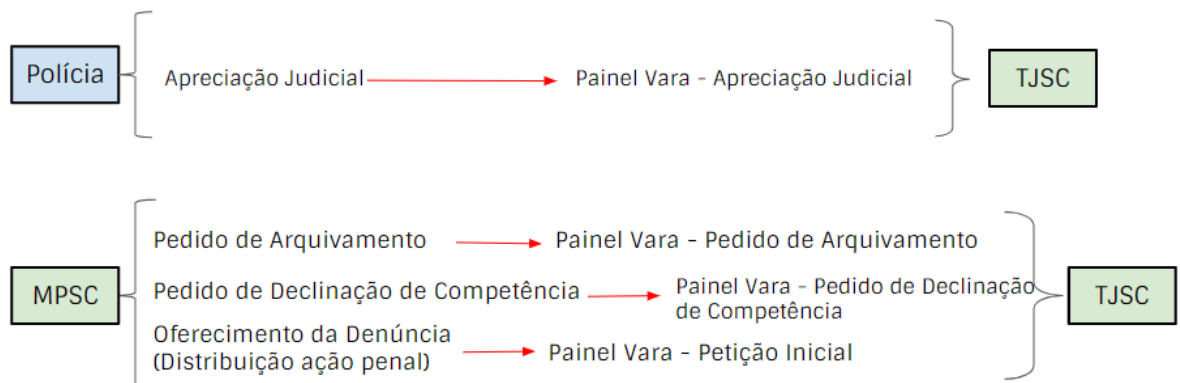 Polícia
Apreciação Judicial
Painel Vara - Apreciação Judicial
TJSC
MPSC
Pedido de Arquivamento
Painel Vara - Pedido de Arquivamento
Pedido de Declinação de Competência
Painel Vara - Pedido de Declinação
de Competência
Oferecimento da Denúncia
(Distribuição ação penal)
Painel Vara - Petição Inicial
TJSC